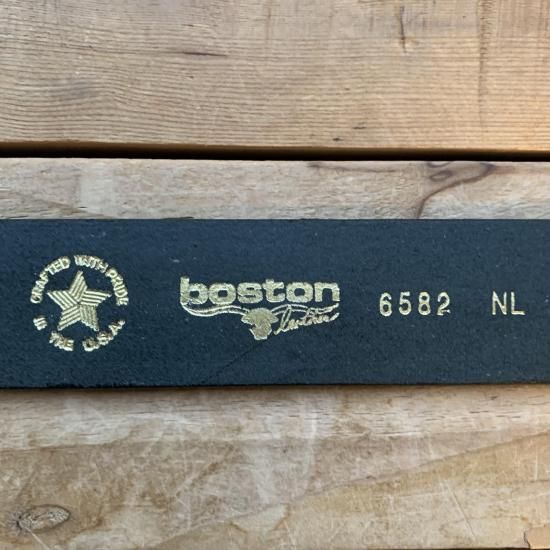 CRAFTED WITH PRIDE
IN THE U.S.A.
boston
leather
6582 NL